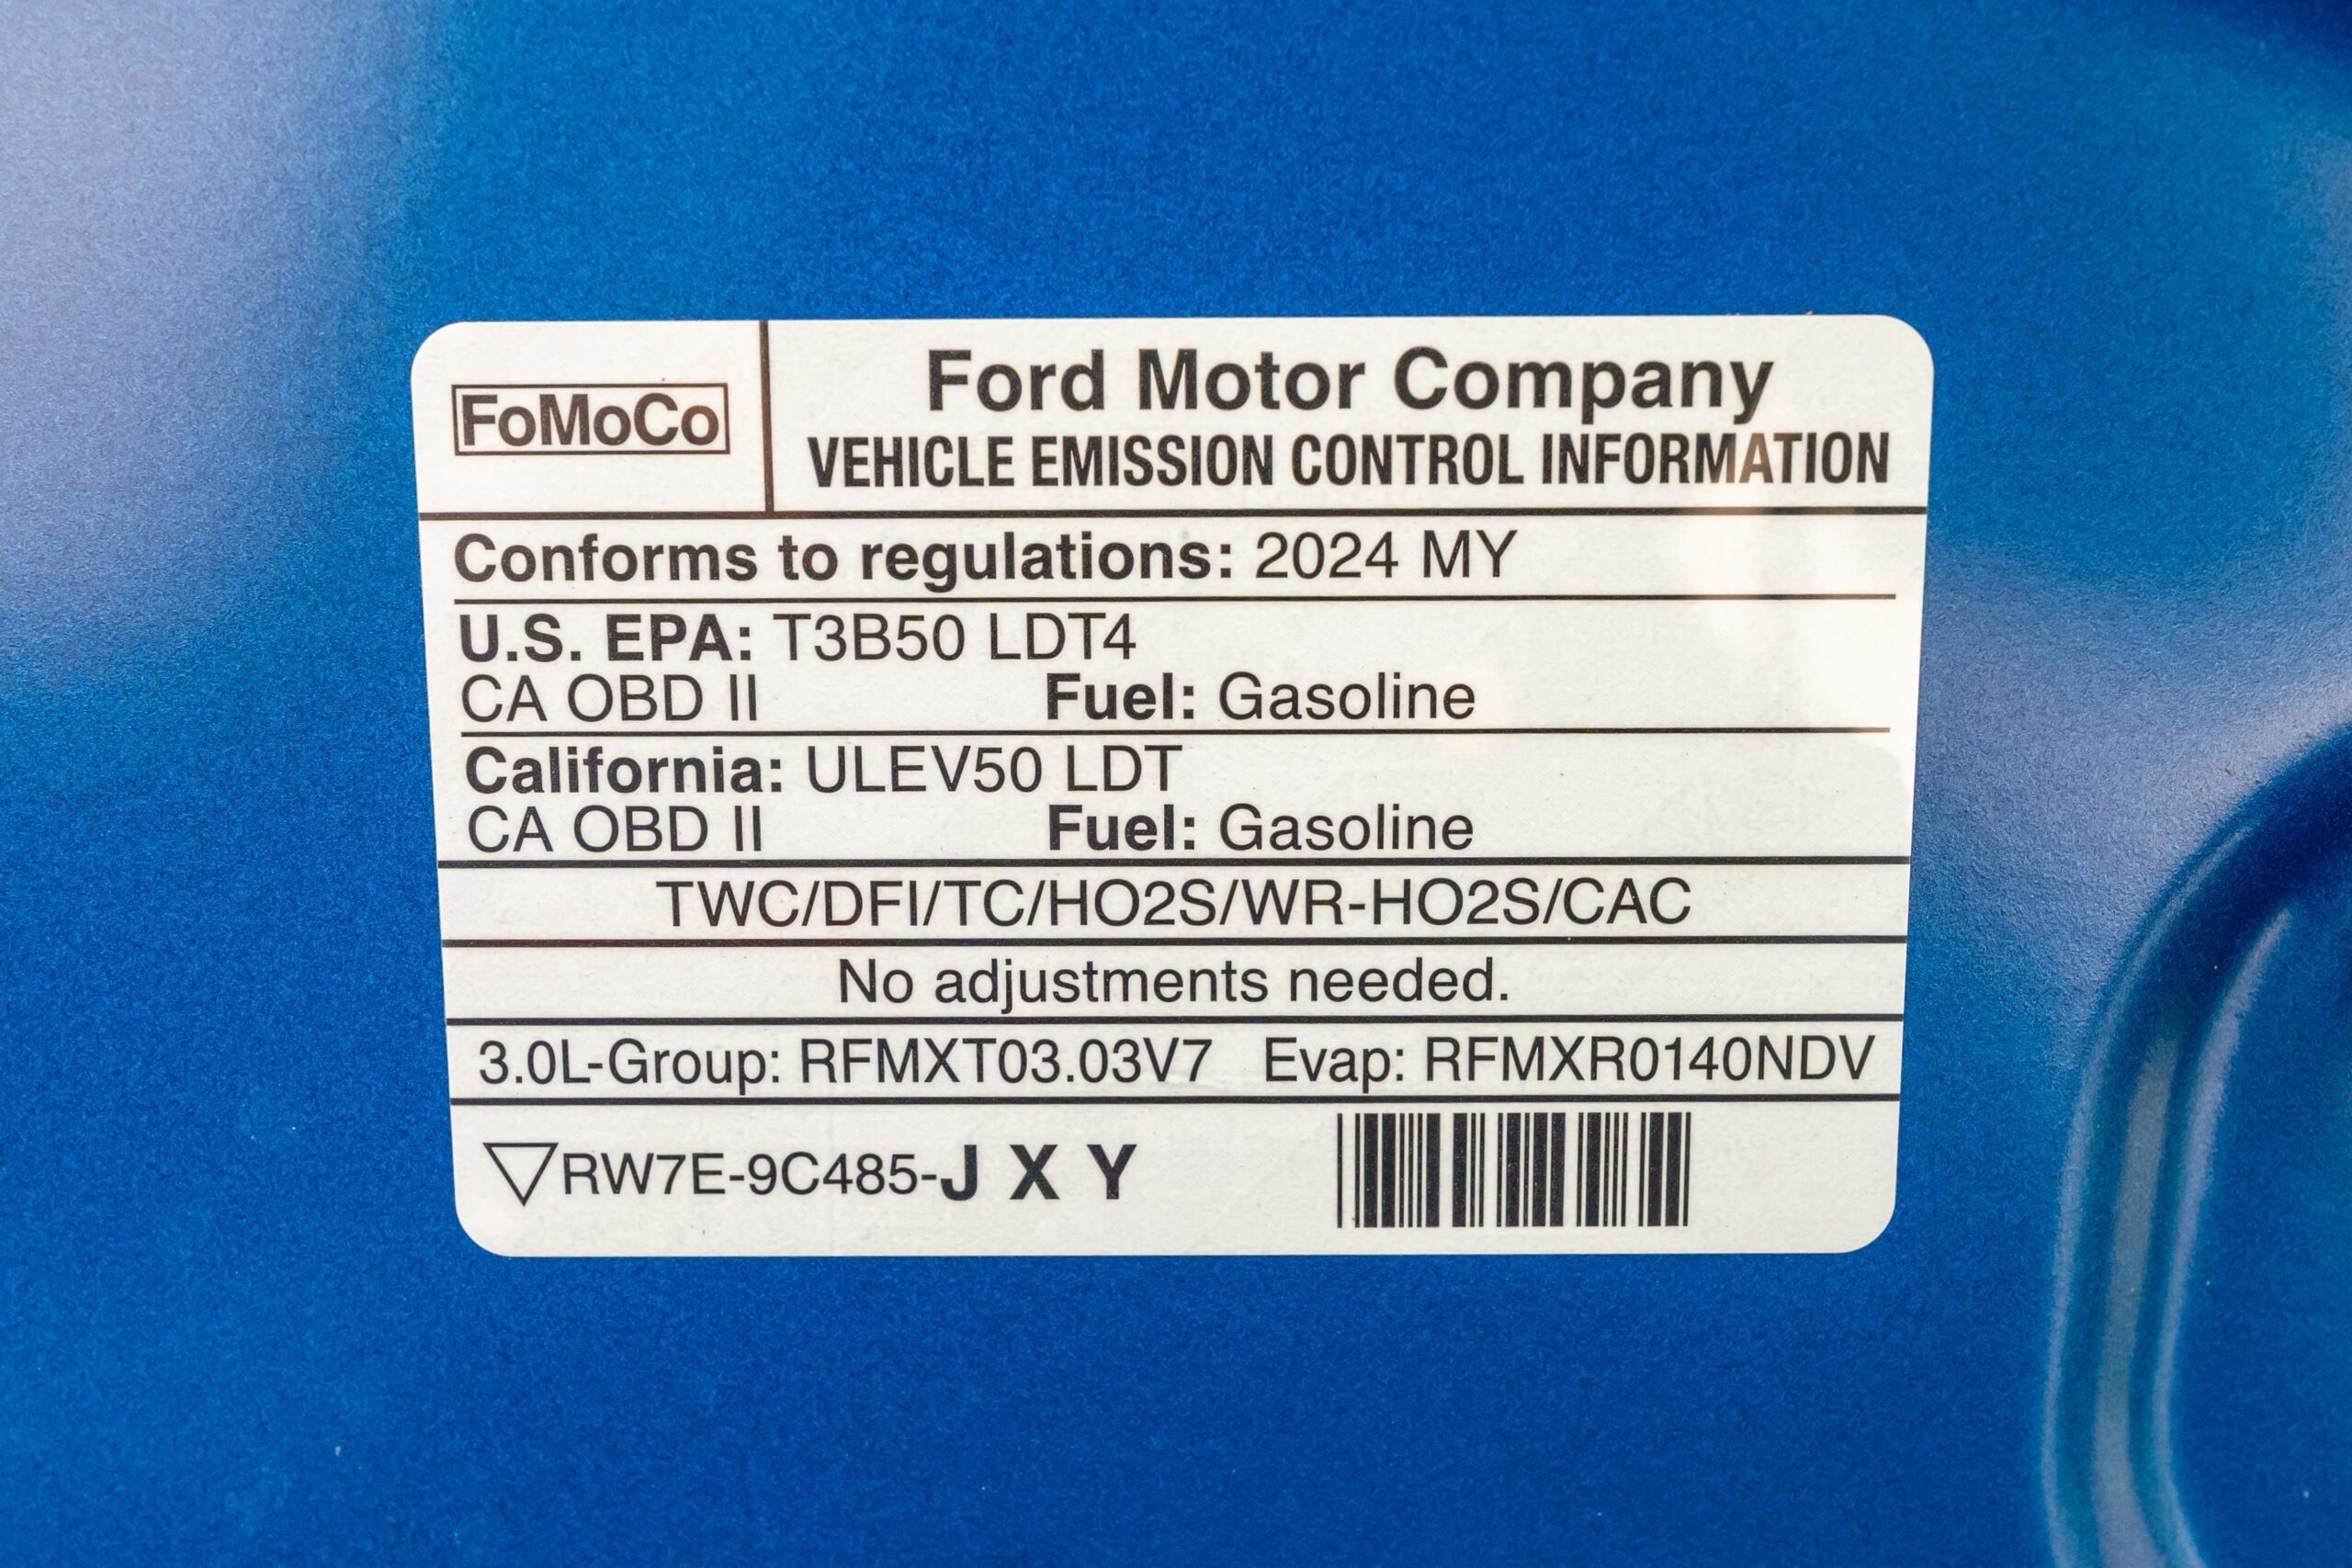 FoMoCo
Ford Motor Company
VEHICLE EMISSION CONTROL INFORMATION
Conforms to regulations: 2024 MY
U.S. EPA: T3B50 LDT4
CA OBD II Fuel: Gasoline
California: ULEV50 LDT
CA OBD II Fuel: Gasoline
TWC/DFI/TC/HO2S/WR-HO2S/CAC
No adjustments needed.
3.0L-Group: RFMXT03.03V7 Evap: RFMXR0140NDV
RW7E-9C485-J X Y